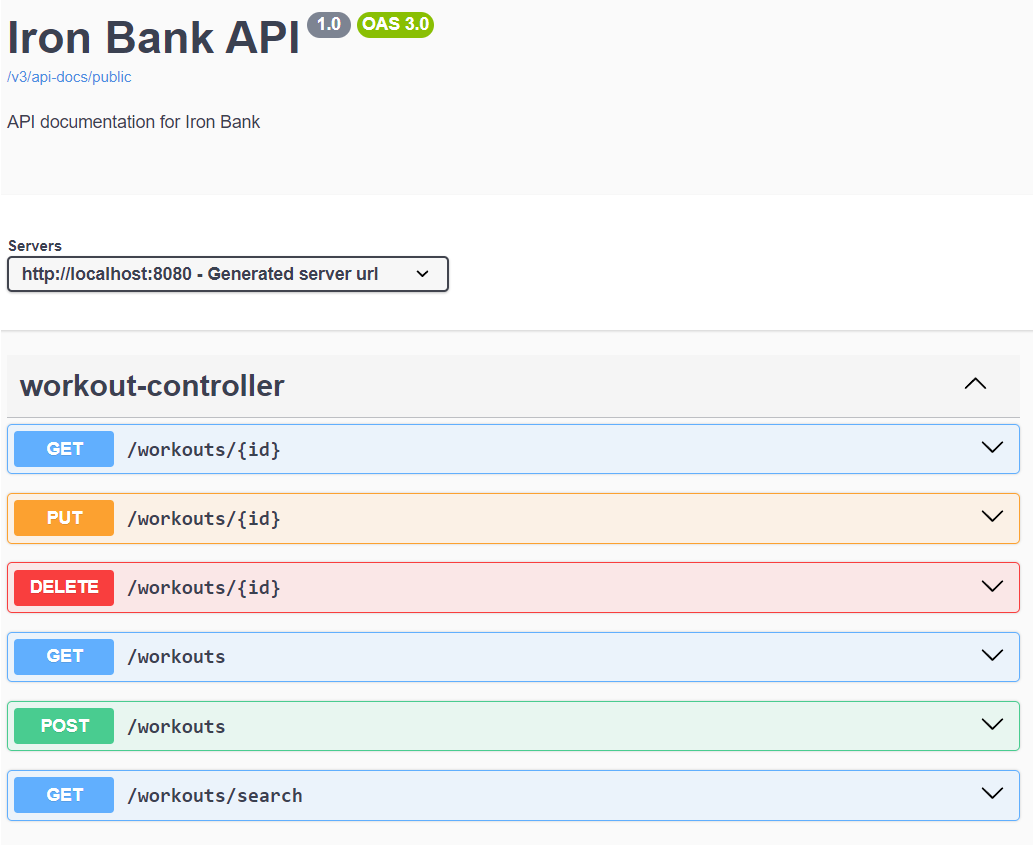 Iron Bank API 1.0 OAS 3.0
/v3/api-docs/public
API documentation for Iron Bank
Servers
http://localhost:8080 - Generated server url
workout-controller
GET /workouts/{id}
PUT /workouts/{id}
DELETE /workouts/{id}
GET /workouts
POST /workouts
GET /workouts/search